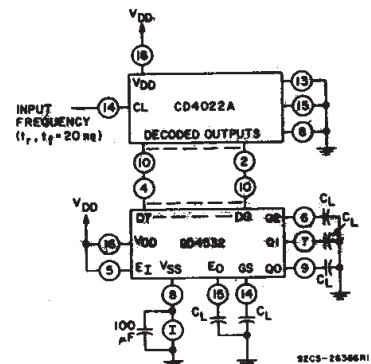 VDD
16
VDD
14 CL CD4022A 13
INPUT 15
FREQUENCY
(tr, tf = 20 ns) DECODED OUTPUTS 8
10 2
4 10
VDD D7 D0 Q2 6 CL
CL
16 VDD CD4532 Q1 7
5 EI VSS EO GS Q0 9
8 15 14 CL
100 µF I CL CL
92CS-26366R1